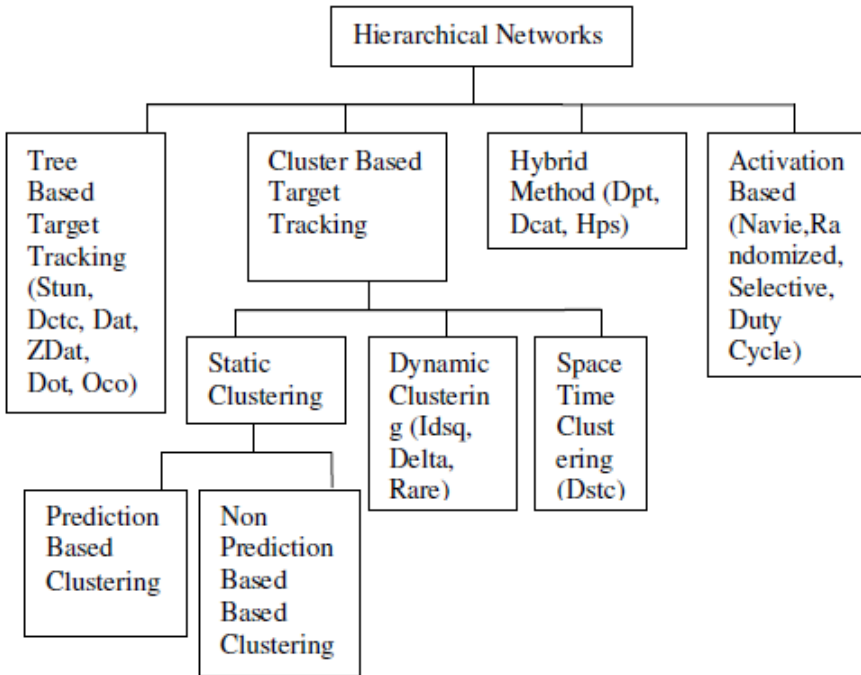 Hierarchical Networks
Tree
Based
Target
Tracking
(Stun,
Dctc, Dat,
ZDat,
Dot, Oco)
Cluster Based
Target
Tracking
Hybrid
Method (Dpt,
Dcat, Hps)
Activation
Based
(Navie,Ra
ndomized,
Selective,
Duty
Cycle)
Static
Clustering
Dynamic
Clusterin
g (Idsq,
Delta,
Rare)
Space
Time
Clust
ering
(Dstc)
Prediction
Based
Clustering
Non
Prediction
Based
Based
Clustering